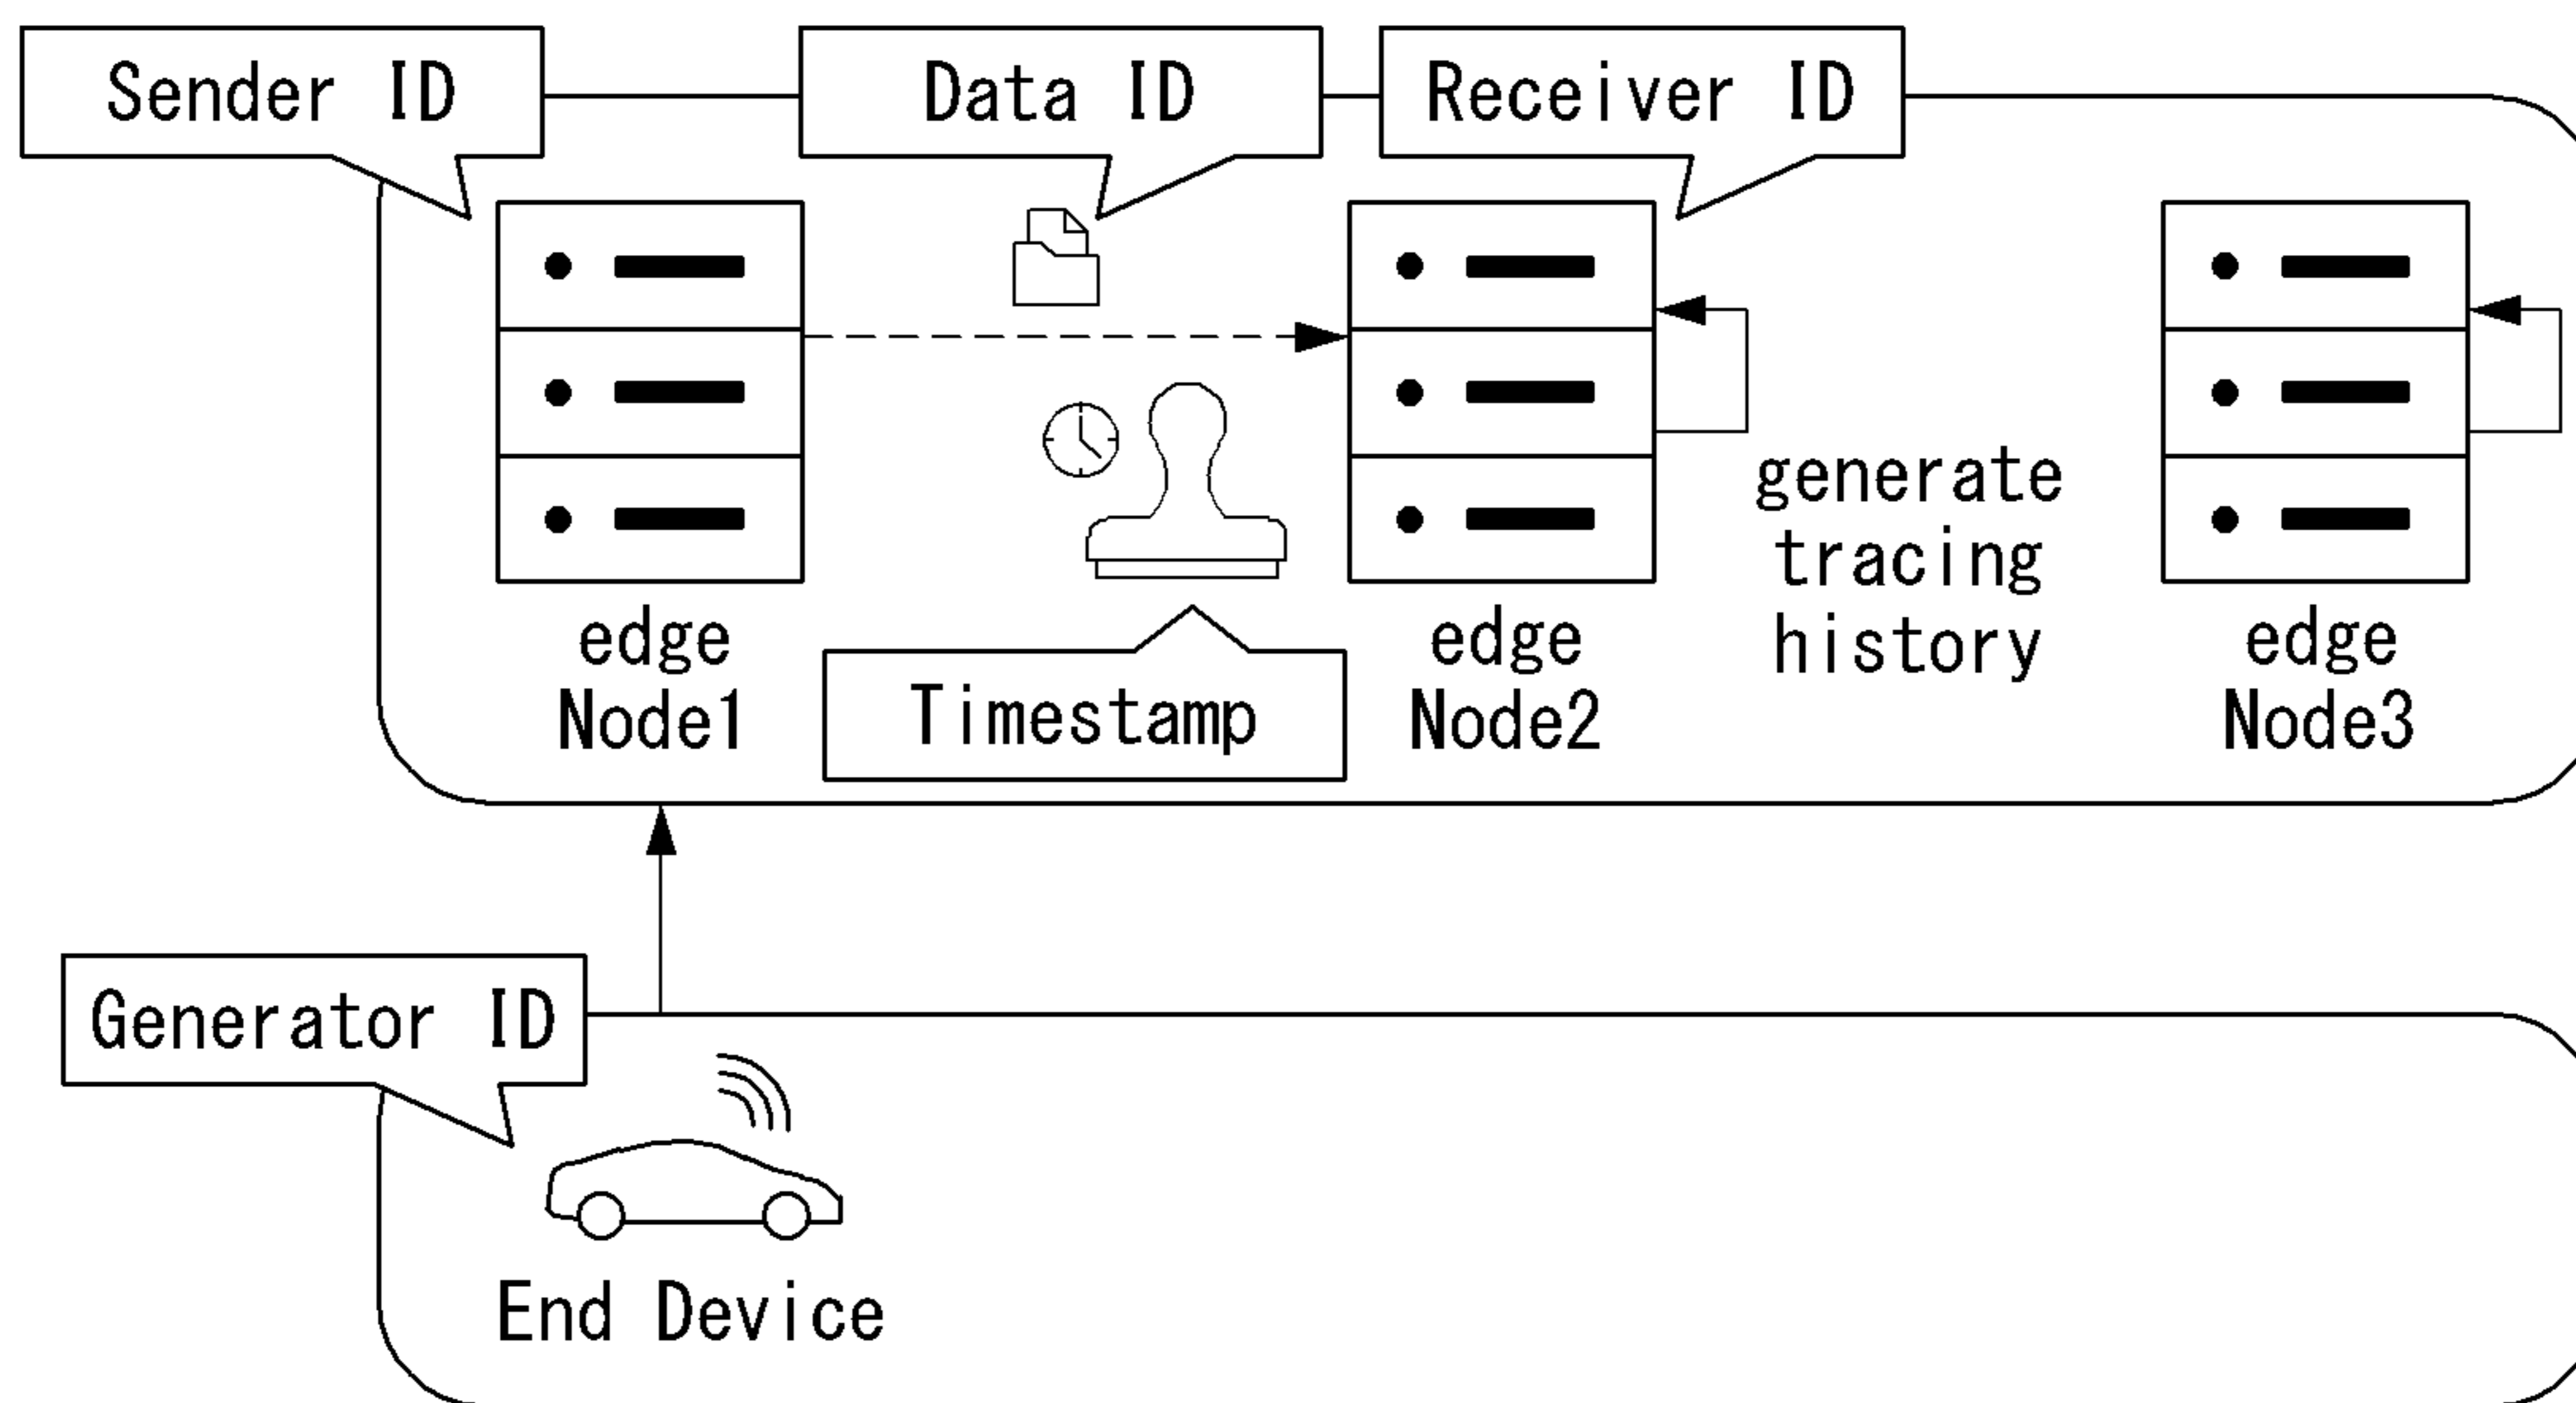 Sender ID
Data ID
Receiver ID
generate
tracing
history
edge
Node1
Timestamp
edge
Node2
edge
Node3
Generator ID
End Device